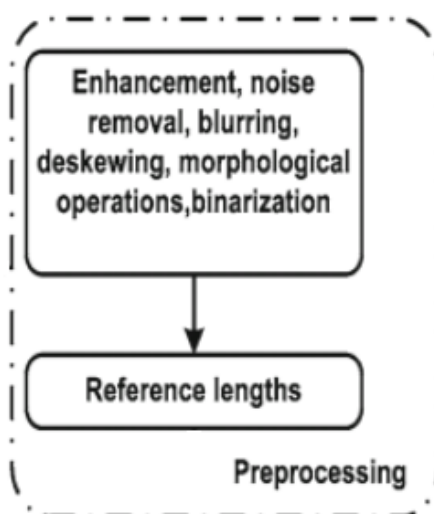 Enhancement, noise
removal, blurring,
deskewing, morphological
operations,binarization
Reference lengths
Preprocessing